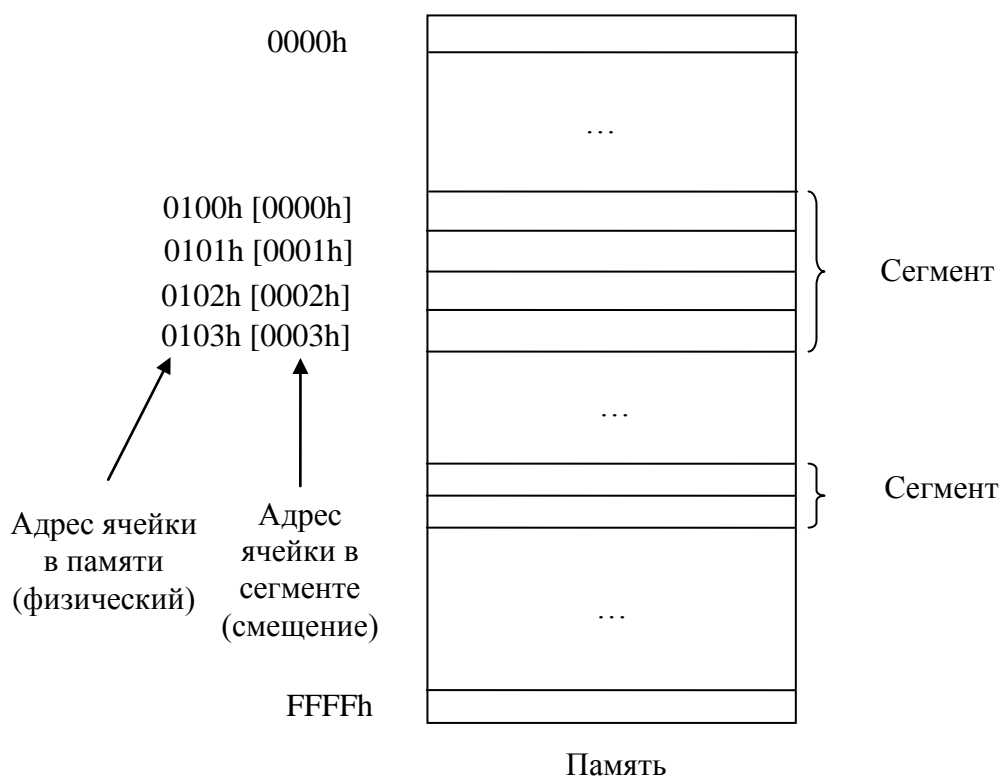 0000h
…
0100h [0000h]
0101h [0001h]
0102h [0002h]
0103h [0003h]
Сегмент
…
Сегмент
Адрес ячейки
в памяти
(физический)
Адрес
ячейки в
сегменте
(смещение)
…
FFFFh
Память